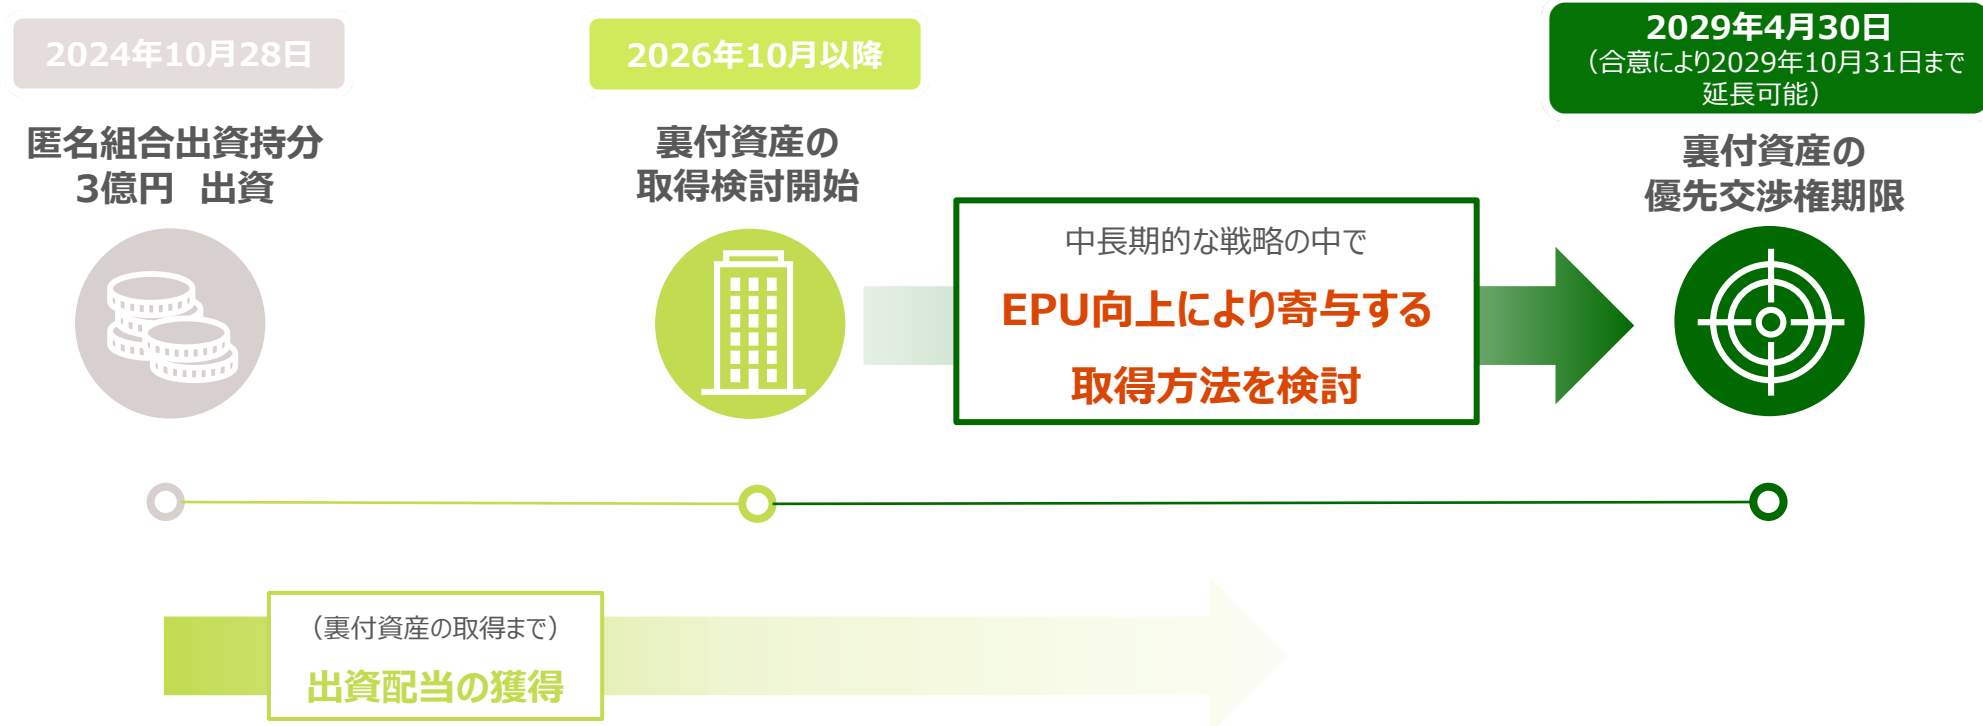 2024年10月28日
匿名組合出資持分
3億円　出資
2026年10月以降
裏付資産の
取得検討開始
2029年4月30日
（合意により2029年10月31日まで
延長可能）
裏付資産の
優先交渉権期限
中長期的な戦略の中で
EPU向上により寄与する
取得方法を検討
（裏付資産の取得まで）
出資配当の獲得